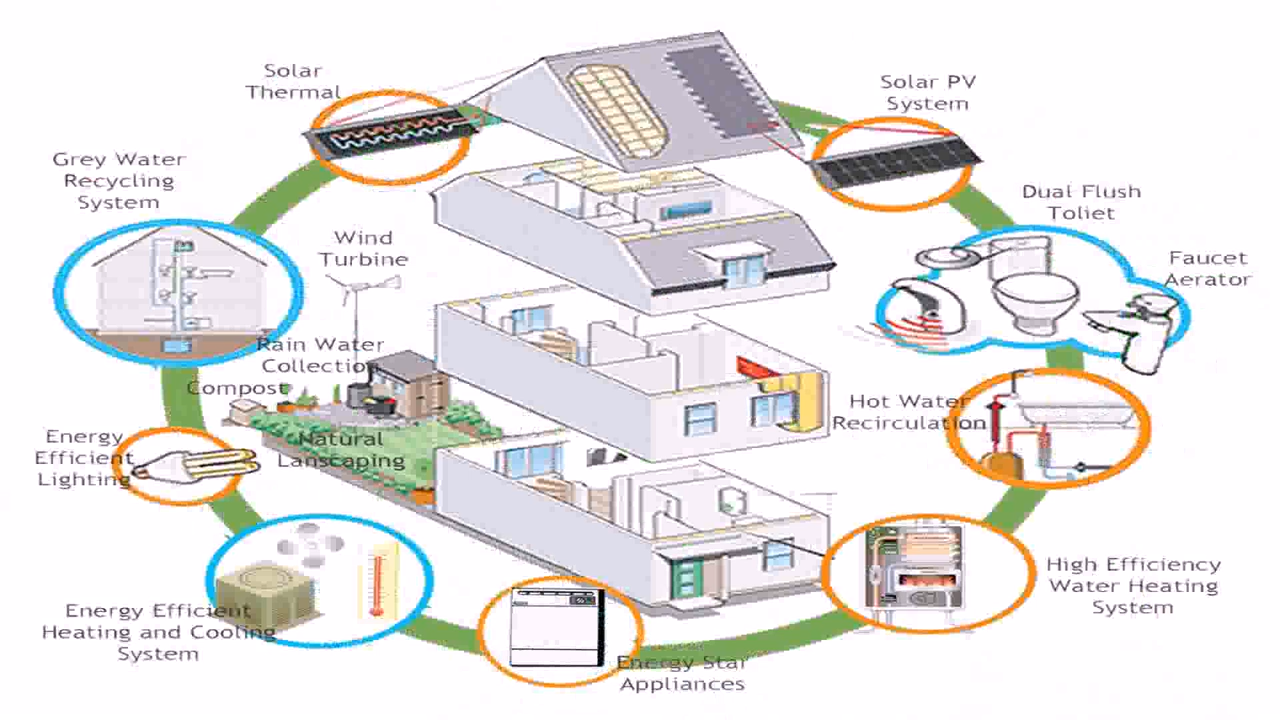 Solar
Thermal
Solar PV
System
Grey Water
Recycling
System
Dual Flush
Toliet
Wind
Turbine
Faucet
Aerator
Rain Water
Collection
Compost
Hot Water
Recirculation
Energy
Efficient
Lighting
Natural
Lanscaping
High Efficiency
Water Heating
System
Energy Efficient
Heating and Cooling
System
Energy Star
Appliances